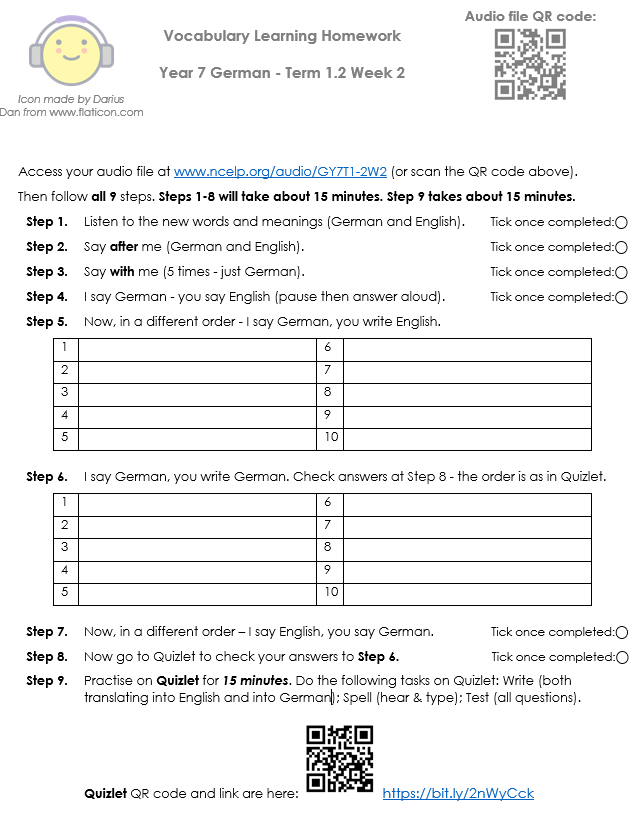 Audio file QR code:
Vocabulary Learning Homework
Year 7 German - Term 1.2 Week 2
Icon made by Darius
Dan from www.flaticon.com
Access your audio file at www.ncelp.org/audio/GY7T1-2W2 (or scan the QR code above).
Then follow all 9 steps. Steps 1-8 will take about 15 minutes. Step 9 takes about 15 minutes.
Step 1. Listen to the new words and meanings (German and English). Tick once completed:
Step 2. Say after me (German and English). Tick once completed:
Step 3. Say with me (5 times - just German). Tick once completed:
Step 4. I say German - you say English (pause then answer aloud). Tick once completed:
Step 5. Now, in a different order - I say German, you write English.
1 6
2 7
3 8
4 9
5 10
Step 6. I say German, you write German. Check answers at Step 8 - the order is as in Quizlet.
1 6
2 7
3 8
4 9
5 10
Step 7. Now, in a different order – I say English, you say German. Tick once completed:
Step 8. Now go to Quizlet to check your answers to Step 6. Tick once completed:
Step 9. Practise on Quizlet for 15 minutes. Do the following tasks on Quizlet: Write (both
translating into English and into German); Spell (hear & type); Test (all questions).
Quizlet QR code and link are here: https://bit.ly/2nWyCck